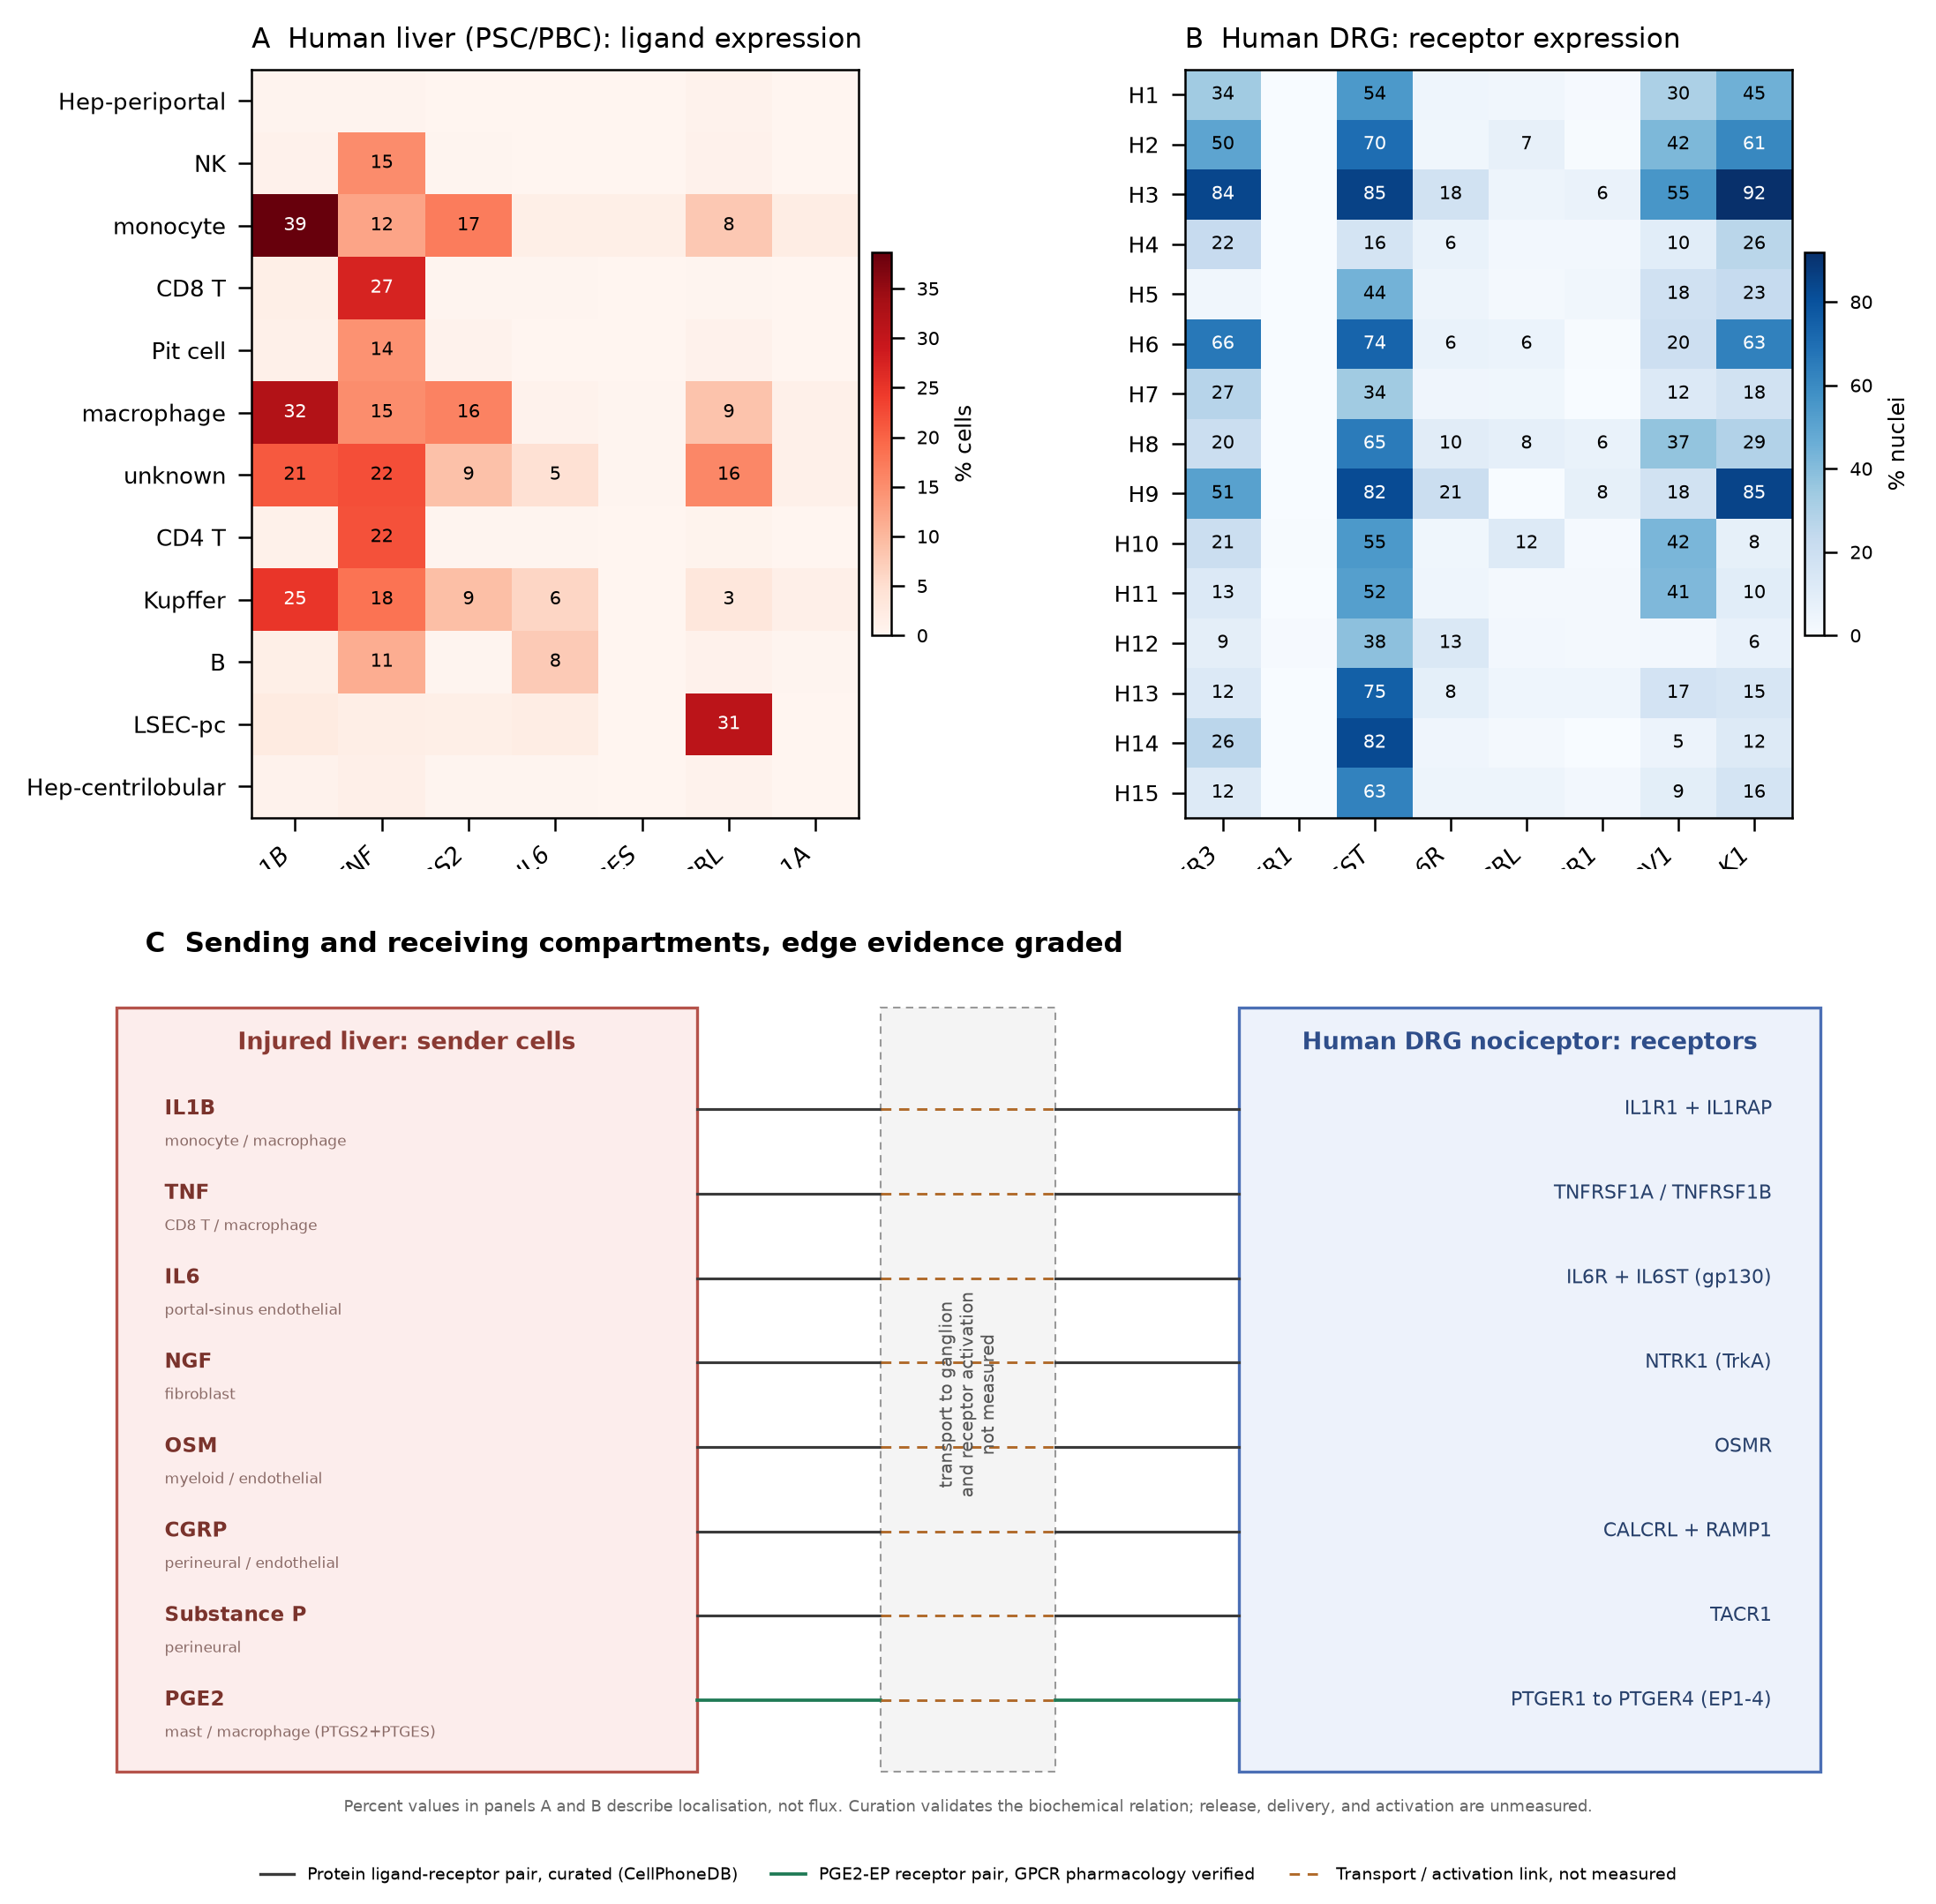 A Human liver (PSC/PBC): ligand expression
Hep-periportal
NK 15
monocyte 39 12 17 8
CD8 T 27
Pit cell 14
macrophage 32 15 16 9
unknown 21 22 9 5 16
CD4 T 22
Kupffer 25 18 9 6 3
B 11 8
LSEC-pc 31
Hep-centrilobular
35
30
25
20
15
10
5
0
% cells
B Human DRG: receptor expression
H1 34 54 30 45
H2 50 70 7 42 61
H3 84 85 18 6 55 92
H4 22 16 6 10 26
H5 44 18 23
H6 66 74 6 6 20 63
H7 27 34 12 18
H8 20 65 10 8 6 37 29
H9 51 82 21 8 18 85
H10 21 55 12 42 8
H11 13 52 41 10
H12 9 38 13 6
H13 12 75 8 17 15
H14 26 82 5 12
H15 12 63 9 16
80
60
40
20
0
% nuclei
C Sending and receiving compartments, edge evidence graded
Injured liver: sender cells
IL1B
monocyte / macrophage
TNF
CD8 T / macrophage
IL6
portal-sinus endothelial
NGF
fibroblast
OSM
myeloid / endothelial
CGRP
perineural / endothelial
Substance P
perineural
PGE2
mast / macrophage (PTGS2+PTGES)
transport to ganglion
and receptor activation
not measured
Human DRG nociceptor: receptors
IL1R1 + IL1RAP
TNFRSF1A / TNFRSF1B
IL6R + IL6ST (gp130)
NTRK1 (TrkA)
OSMR
CALCRL + RAMP1
TACR1
PTGER1 to PTGER4 (EP1-4)
Percent values in panels A and B describe localisation, not flux. Curation validates the biochemical relation; release, delivery, and activation are unmeasured.
Protein ligand-receptor pair, curated (CellPhoneDB)
PGE2-EP receptor pair, GPCR pharmacology verified
Transport / activation link, not measured